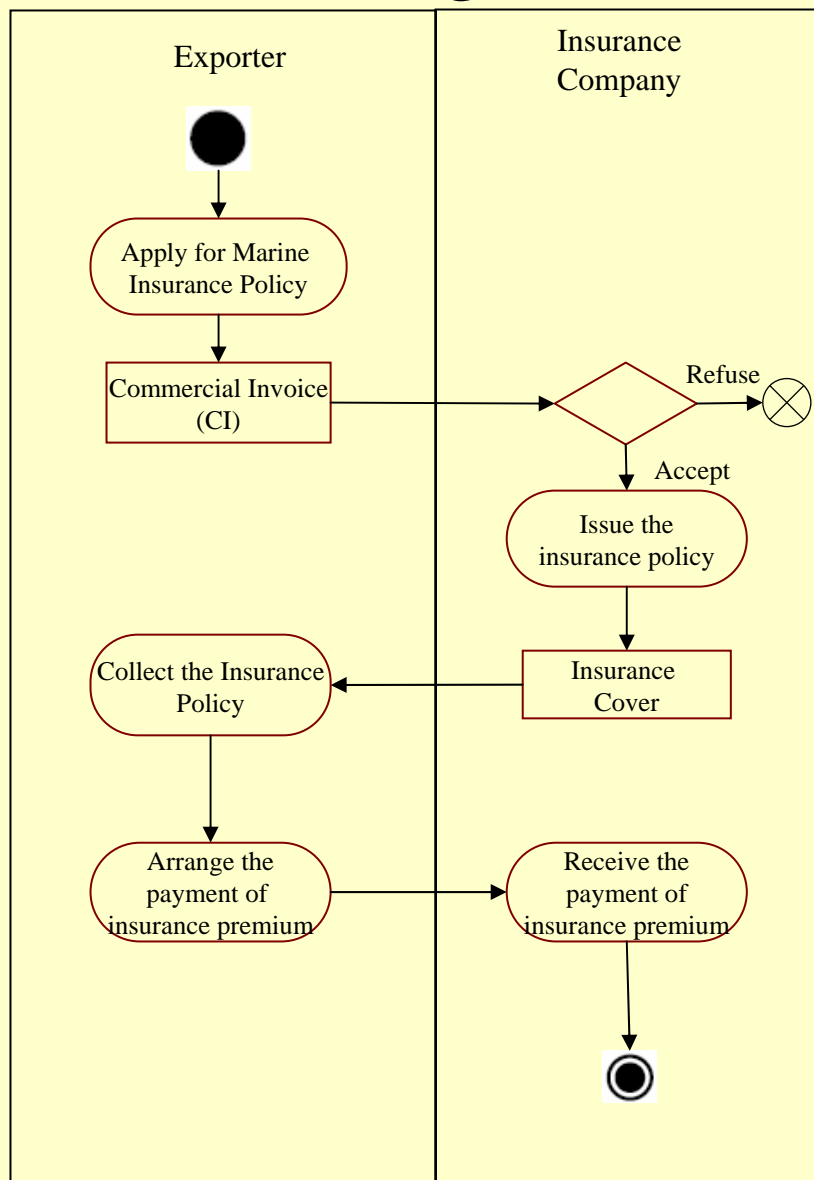 Exporter
Insurance
Company
Apply for Marine
Insurance Policy
Commercial Invoice
(CI)
Refuse
Accept
Issue the
insurance policy
Collect the Insurance
Policy
Insurance
Cover
Arrange the
payment of
insurance premium
Receive the
payment of
insurance premium